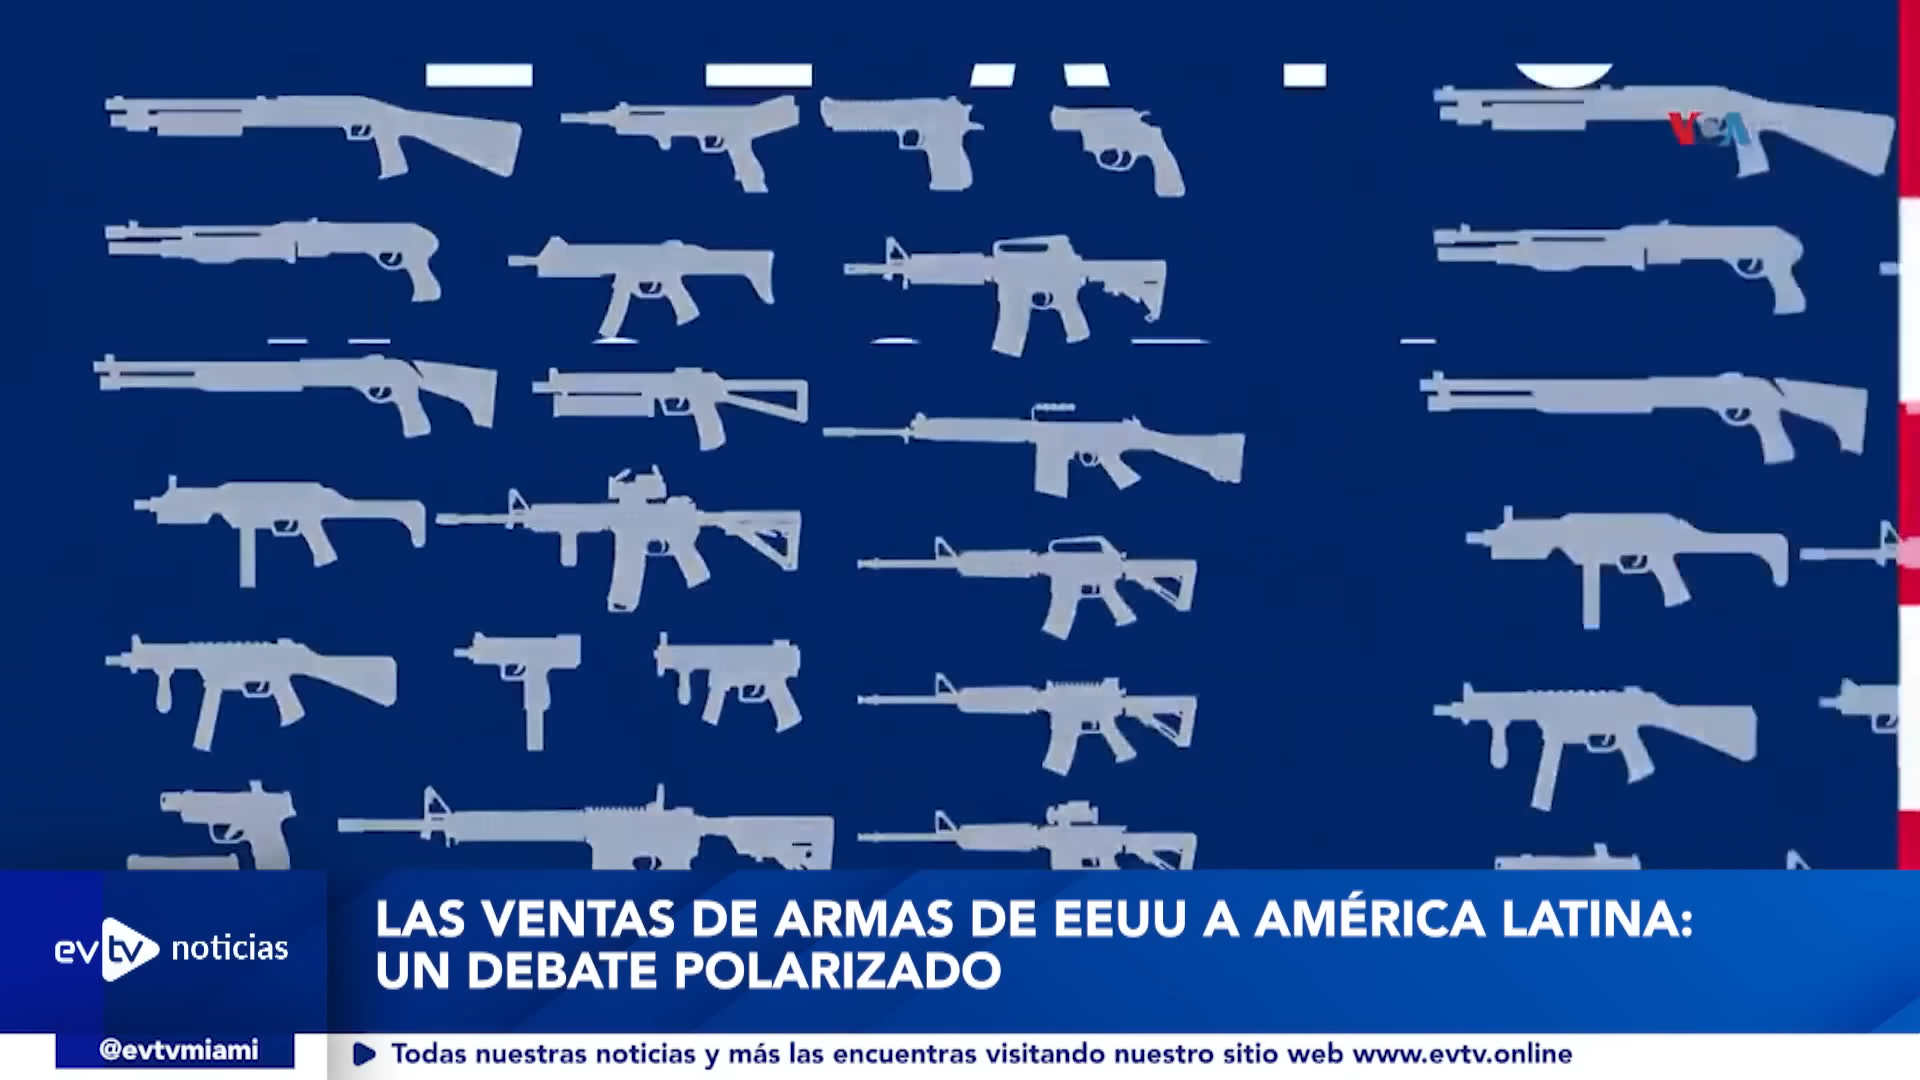 VOA
LAS VENTAS DE ARMAS DE EEUU A AMÉRICA LATINA:
UN DEBATE POLARIZADO
evtv noticias
@evtvmiami
Todas nuestras noticias y más las encuentras visitando nuestro sitio web www.evtv.online